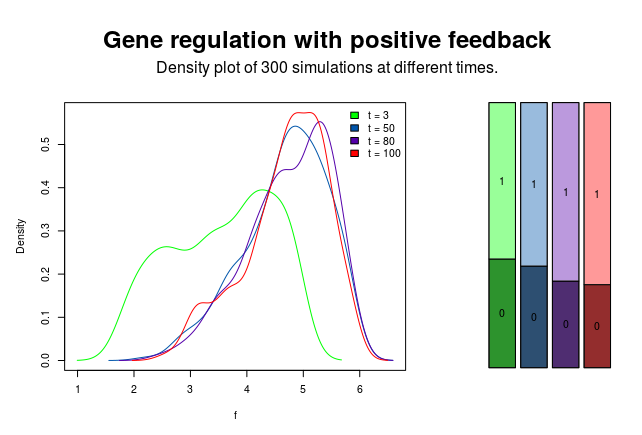 Gene regulation with positive feedback
Density plot of 300 simulations at different times.
t = 3
t = 50
t = 80
t = 100
Density
0.0
0.1
0.2
0.3
0.4
0.5
1 2 3 4 5 6
f
1 1 1 1
0 0 0 0